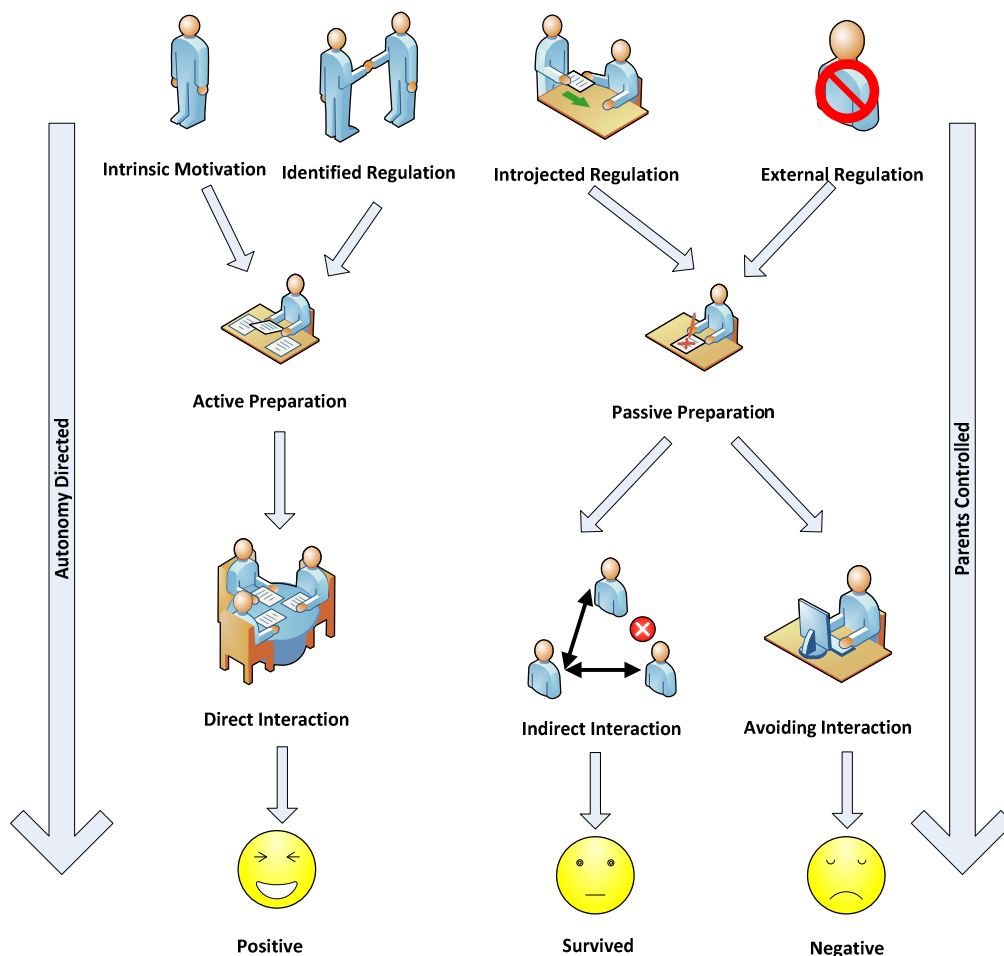 Intrinsic Motivation
Identified Regulation
Introjected Regulation
External Regulation
Active Preparation
Passive Preparation
Autonomy Directed
Parents Controlled
Direct Interaction
Indirect Interaction
Avoiding Interaction
Positive
Survived
Negative